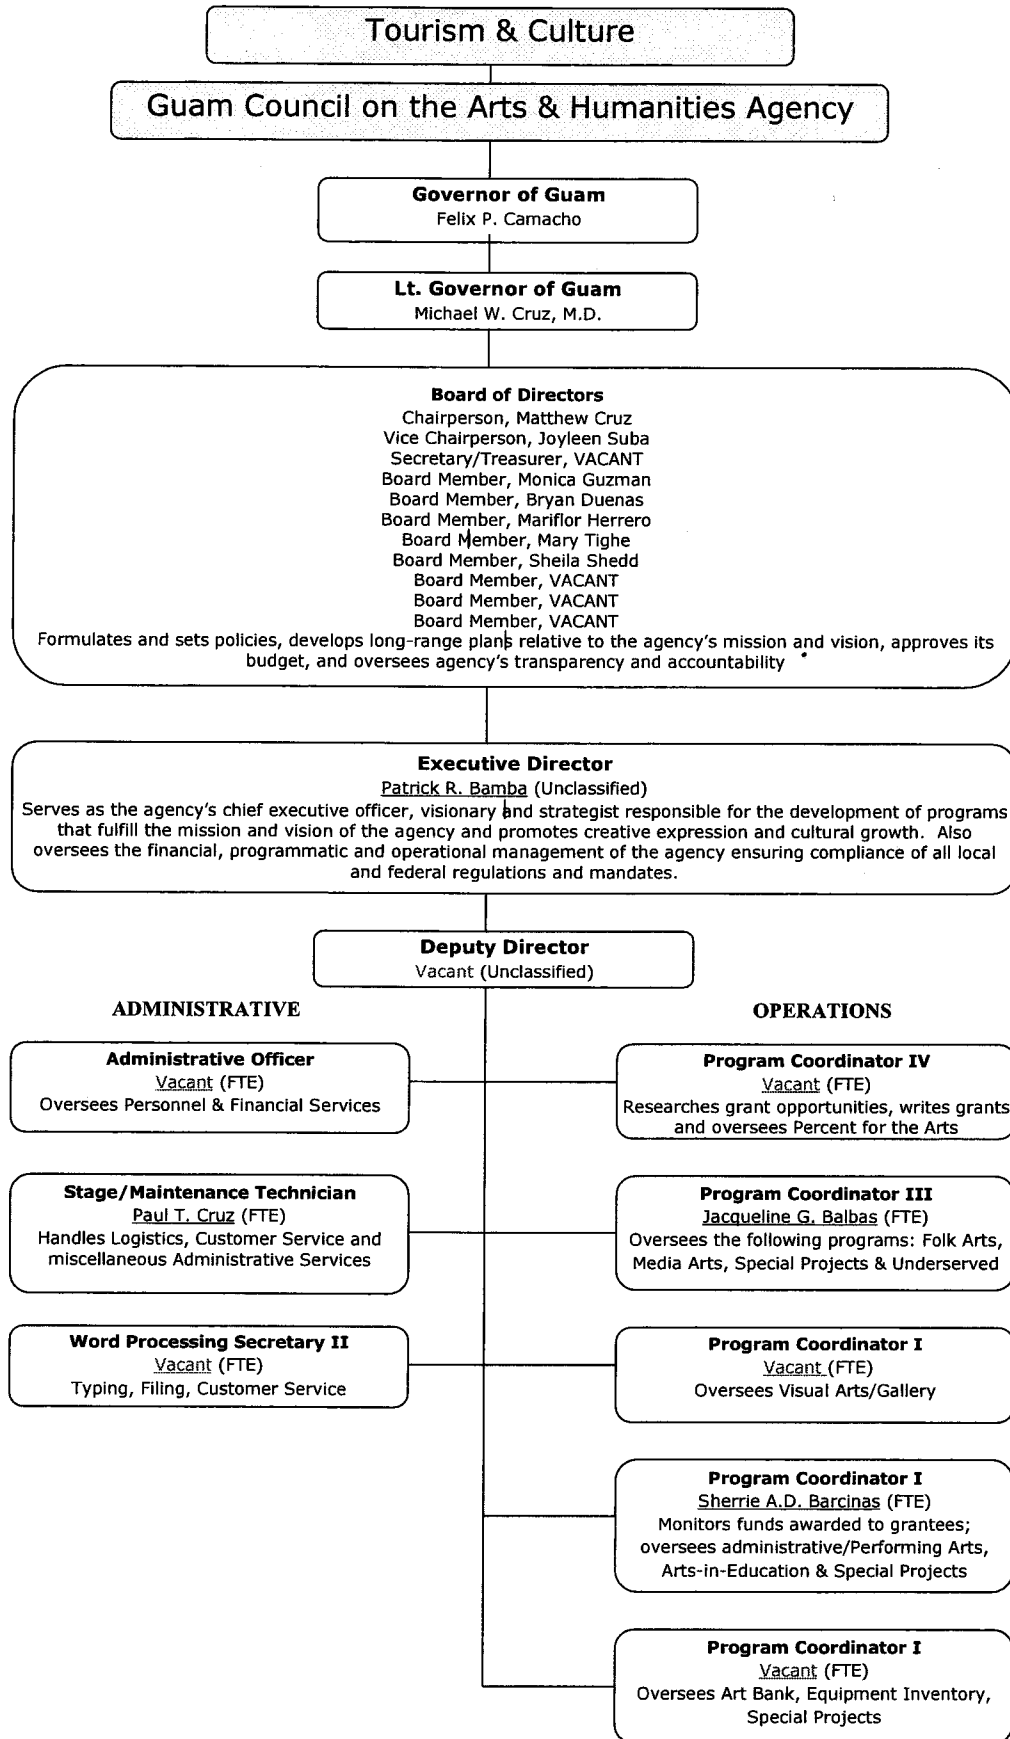 Tourism & Culture
Guam Council on the Arts & Humanities Agency
Governor of Guam
Felix P. Camacho
Lt. Governor of Guam
Michael W. Cruz, M.D.
Board of Directors
Chairperson, Matthew Cruz
Vice Chairperson, Joyleen Suba
Secretary/Treasurer, VACANT
Board Member, Monica Guzman
Board Member, Bryan Duenas
Board Member, Mariflor Herrero
Board Member, Mary Tighe
Board Member, Sheila Shedd
Board Member, VACANT
Board Member, VACANT
Board Member, VACANT
Formulates and sets policies, develops long-range plans relative to the agency's mission and vision, approves its
budget, and oversees agency's transparency and accountability
Executive Director
Patrick R. Bamba (Unclassified)
Serves as the agency's chief executive officer, visionary and strategist responsible for the development of programs
that fulfill the mission and vision of the agency and promotes creative expression and cultural growth. Also
oversees the financial, programmatic and operational management of the agency ensuring compliance of all local
and federal regulations and mandates.
Deputy Director
Vacant (Unclassified)
ADMINISTRATIVE
Administrative Officer
Vacant (FTE)
Oversees Personnel & Financial Services
Stage/Maintenance Technician
Paul T. Cruz (FTE)
Handles Logistics, Customer Service and
miscellaneous Administrative Services
Word Processing Secretary II
Vacant (FTE)
Typing, Filing, Customer Service
OPERATIONS
Program Coordinator IV
Vacant (FTE)
Researches grant opportunities, writes grants
and oversees Percent for the Arts
Program Coordinator III
Jacqueline G. Balbas (FTE)
Oversees the following programs: Folk Arts,
Media Arts, Special Projects & Underserved
Program Coordinator I
Vacant (FTE)
Oversees Visual Arts/Gallery
Program Coordinator I
Sherrie A.D. Barcinas (FTE)
Monitors funds awarded to grantees;
oversees administrative/Performing Arts,
Arts-in-Education & Special Projects
Program Coordinator I
Vacant (FTE)
Oversees Art Bank, Equipment Inventory,
Special Projects